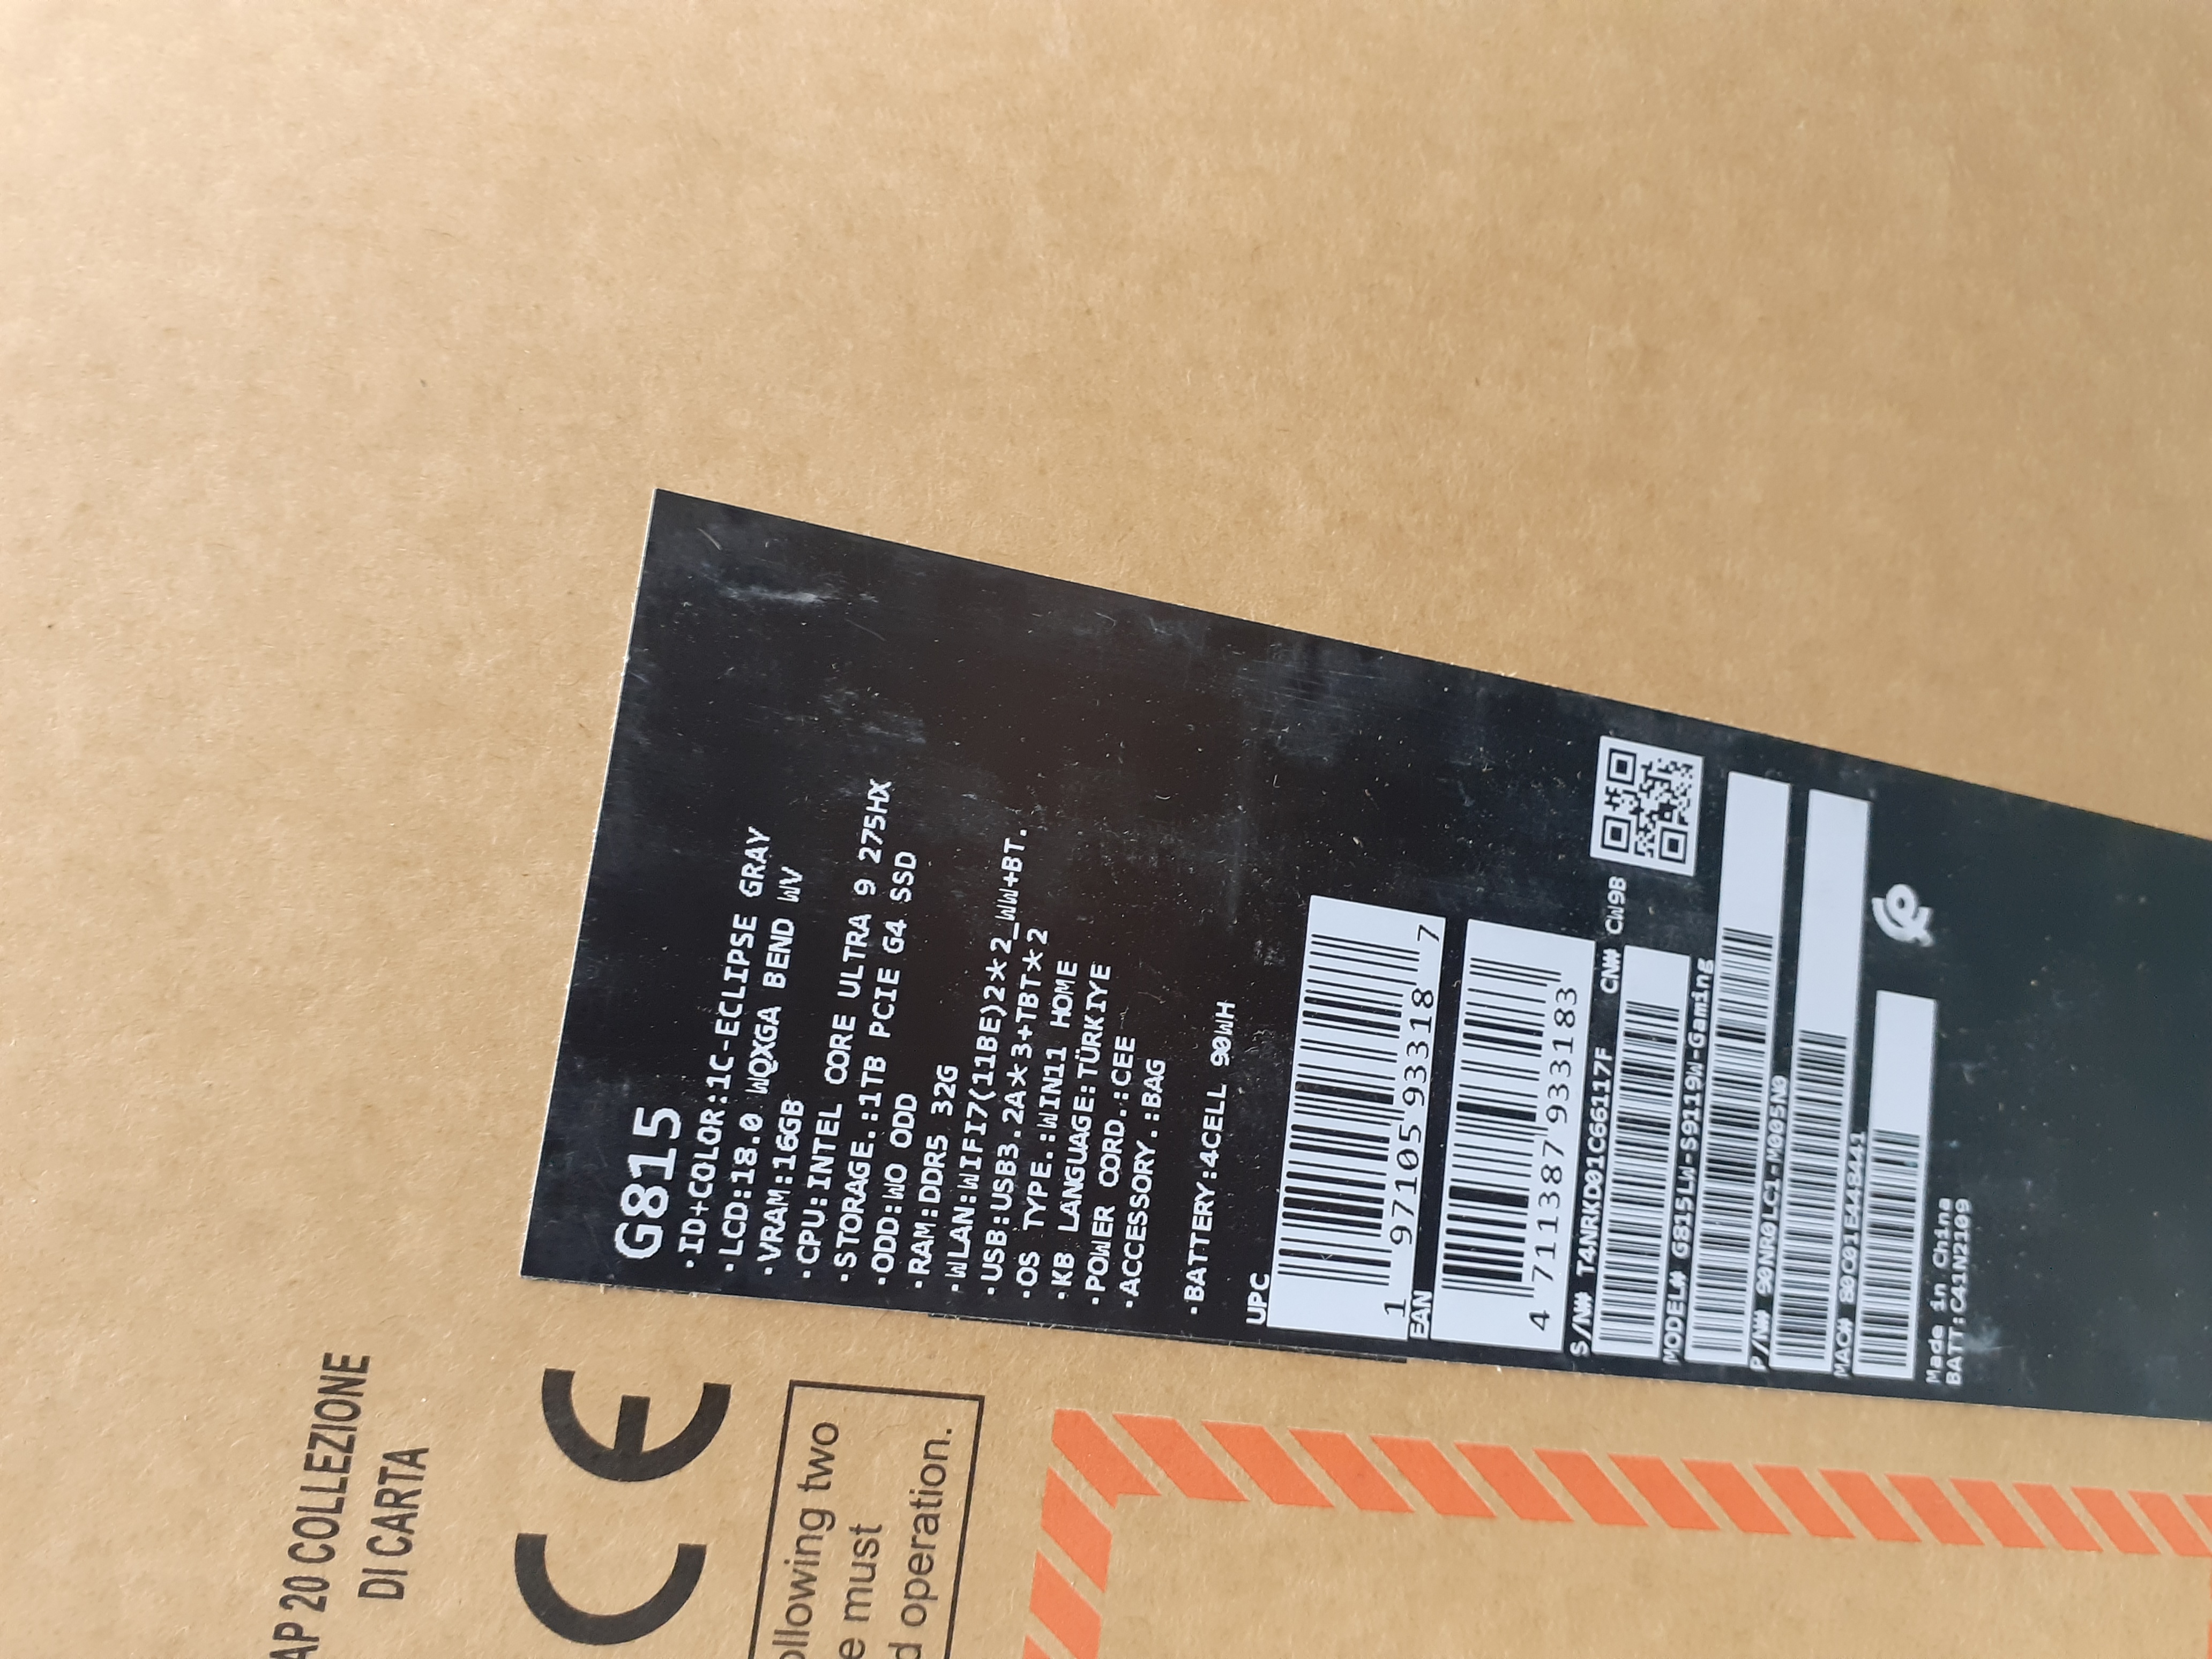 G815
·ID+COLOR:1C-ECLIPSE GRAY
·LCD:18.0 WQXGA BEND WV
·VRAM:16GB
·CPU:INTEL CORE ULTRA 9 275HX
·STORAGE.:1TB PCIE G4 SSD
·ODD:WO ODD
·RAM:DDR5 32G
·WLAN:WIFI7(11BE)2*2_WW+BT.
·USB:USB3.2A*3+TBT*2
·OS TYPE.:WIN11 HOME
·KB LANGUAGE:TÜRKIYE
·POWER CORD.:CEE
·ACCESSORY.:BAG
·BATTERY:4CELL 90WH
UPC
1 97105 93318 7
EAN
4 711387 933183
S/N# T4NRKD01C66117F CN# CW9B
MODEL# G815LW-S9119W-Gaming
P/N# 90NR0LC1-M005N0
MAC# 80C01E448441
Made in China
BATT:C41N2109
AP 20 COLLEZIONE
DI CARTA
CE
ollowing two
e must
d operation.